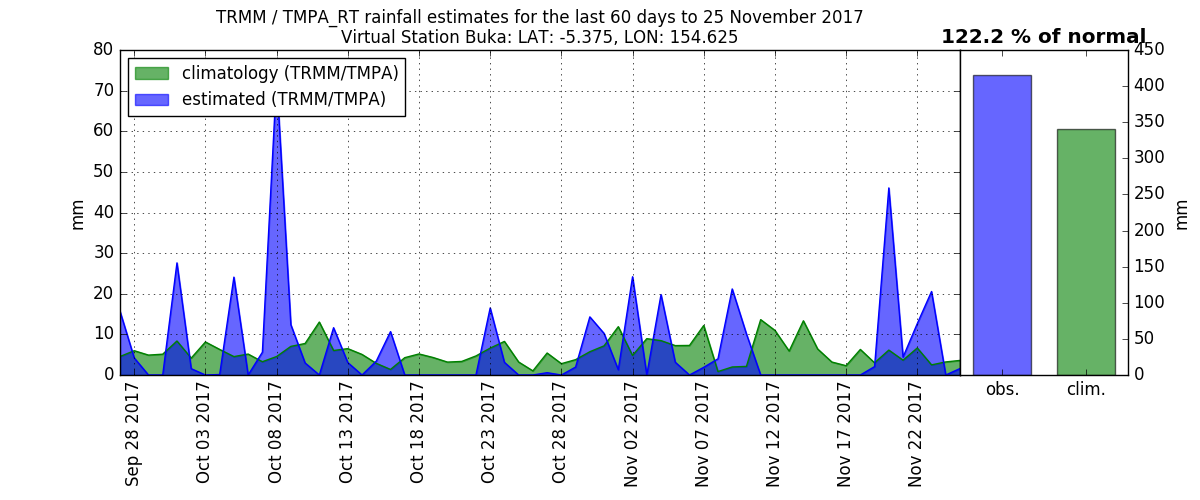 TRMM / TMPA_RT rainfall estimates for the last 60 days to 25 November 2017
Virtual Station Buka: LAT: -5.375, LON: 154.625
122.2 % of normal
climatology (TRMM/TMPA)
estimated (TRMM/TMPA)
mm
80
70
60
50
40
30
20
10
0
Sep 28 2017
Oct 03 2017
Oct 08 2017
Oct 13 2017
Oct 18 2017
Oct 23 2017
Oct 28 2017
Nov 02 2017
Nov 07 2017
Nov 12 2017
Nov 17 2017
Nov 22 2017
obs.
clim.
450
400
350
300
250
200
150
100
50
0
mm